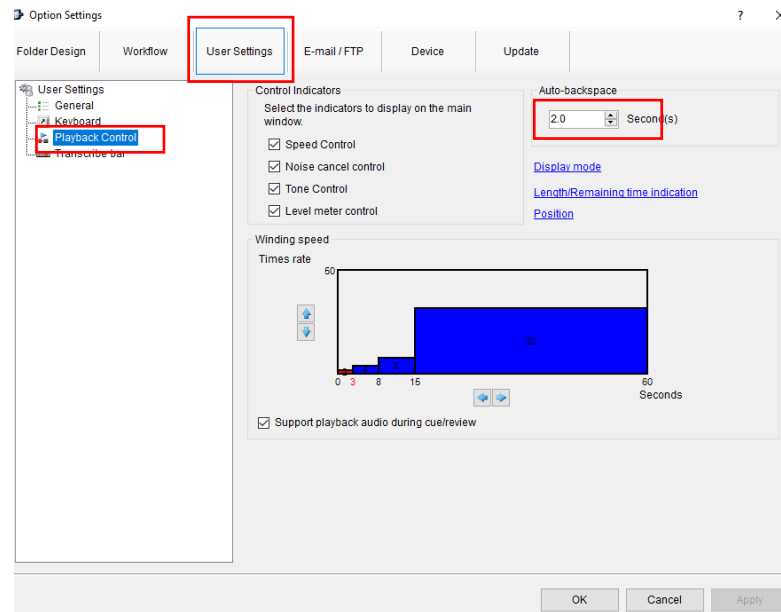 Option Settings
?
Folder Design
Workflow
User Settings
E-mail / FTP
Device
Update
User Settings
General
Keyboard
Playback Control
Transcribe bar
Control Indicators
Select the indicators to display on the main
window.
Speed Control
Noise cancel control
Tone Control
Level meter control
Auto-backspace
2.0
Second(s)
Display mode
Length/Remaining time indication
Position
Winding speed
Times rate
50
32
8
0
3
8
15
60
Seconds
Support playback audio during cue/review
OK
Cancel
Apply